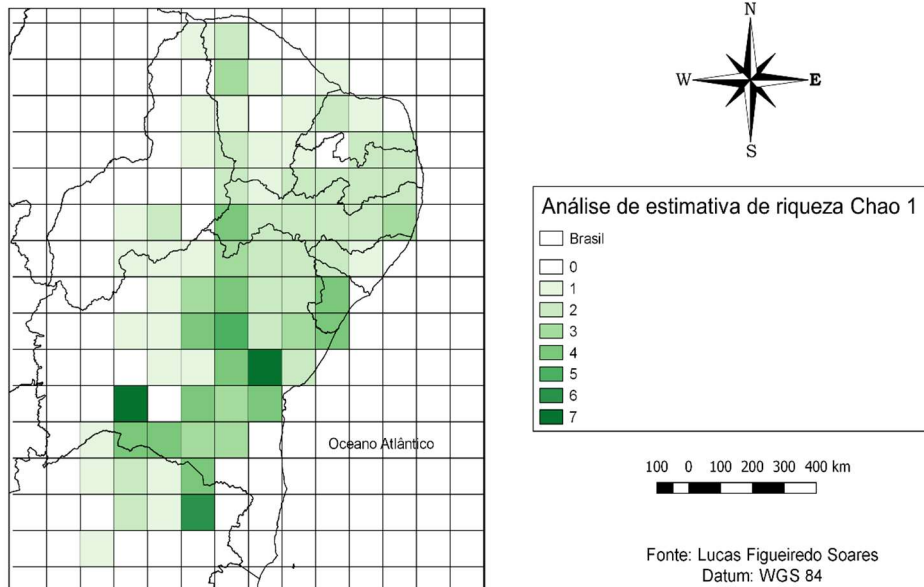 N
W
E
S
Análise de estimativa de riqueza Chao 1
Brasil
0
1
2
3
4
5
6
7
Oceano Atlântico
100 0 100 200 300 400 km
Fonte: Lucas Figueiredo Soares
Datum: WGS 84